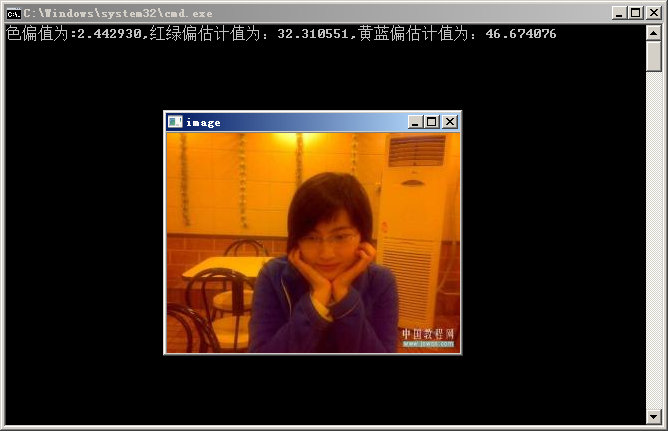 C:\Windows\system32\cmd.exe
色偏值为:2.442930,红绿偏估计值为：32.310551,黄蓝偏估计值为：46.674076
image
中国教程网